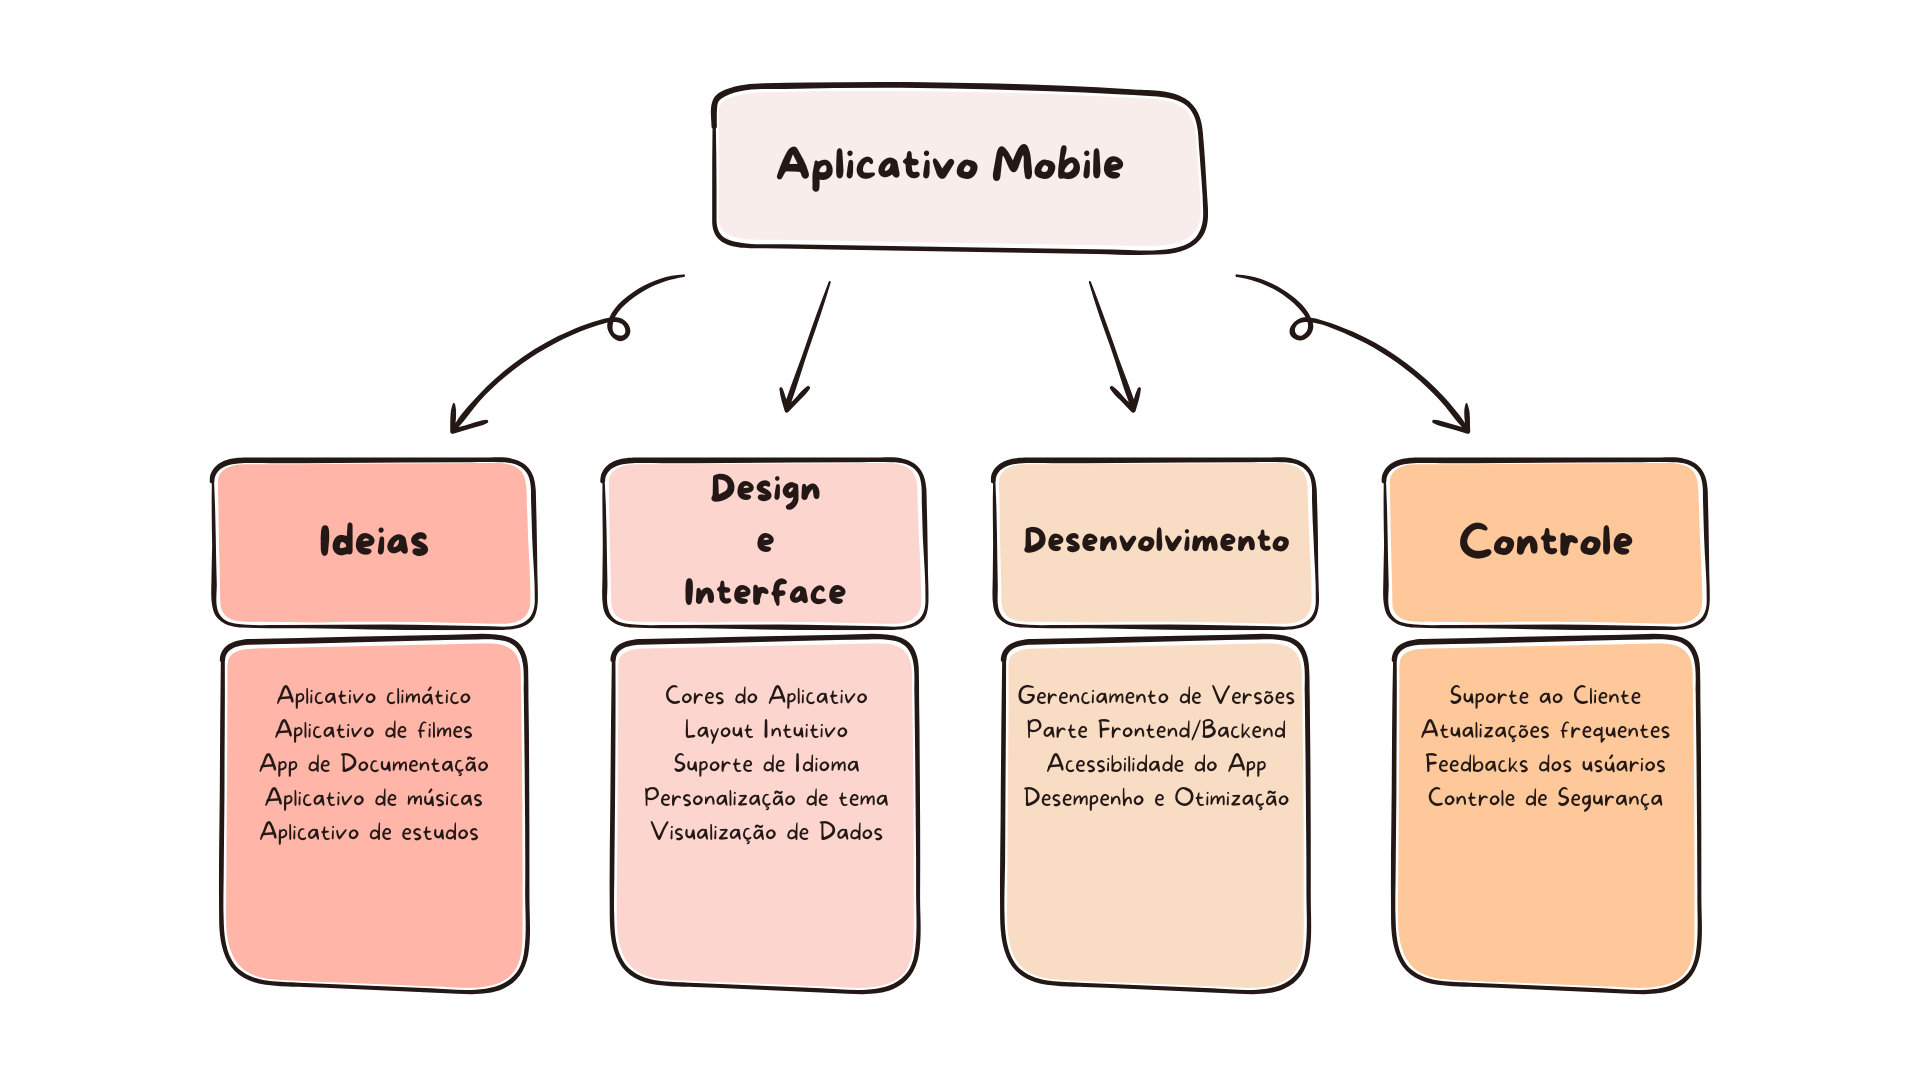 Aplicativo Mobile
Ideias
Design
e
Interface
Desenvolvimento
Controle
Aplicativo climático
Aplicativo de filmes
App de Documentação
Aplicativo de músicas
Aplicativo de estudos
Cores do Aplicativo
Layout Intuitivo
Suporte de Idioma
Personalização de tema
Visualização de Dados
Gerenciamento de Versões
Parte Frontend/Backend
Acessibilidade do App
Desempenho e Otimização
Suporte ao Cliente
Atualizações frequentes
Feedbacks dos usúarios
Controle de Segurança